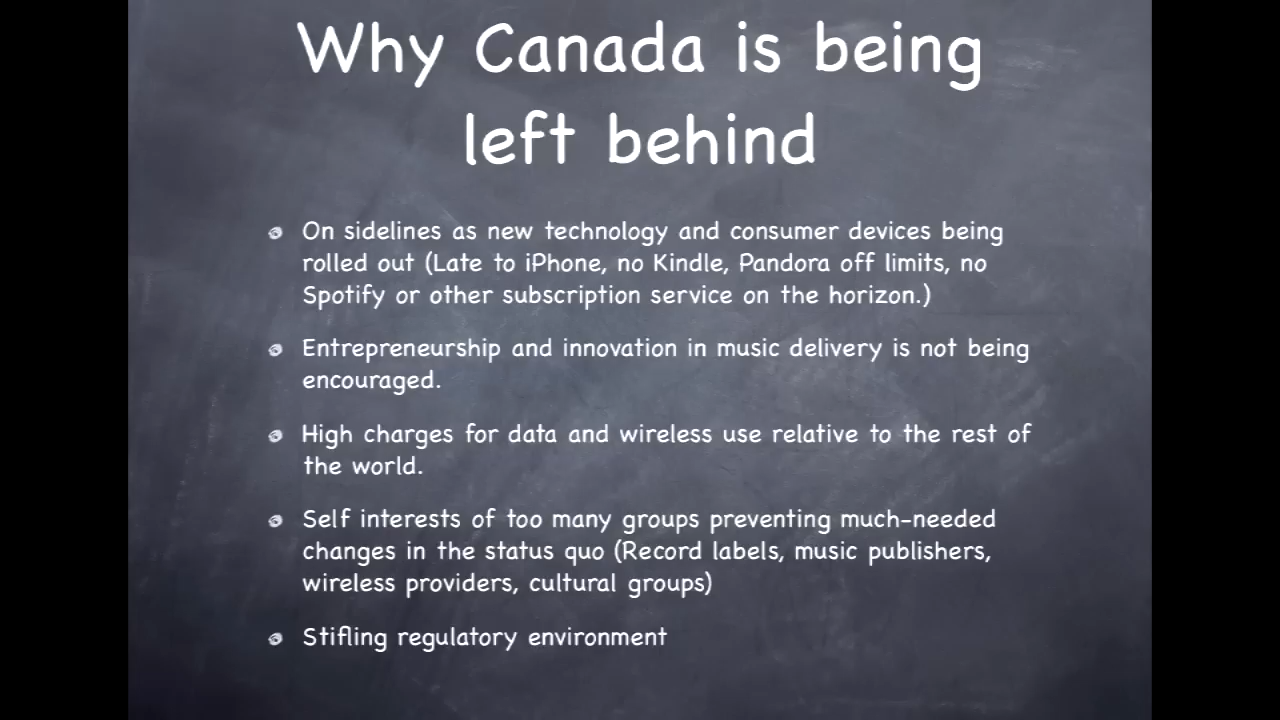 Why Canada is being
left behind
On sidelines as new technology and consumer devices being
rolled out (Late to iPhone, no Kindle, Pandora off limits, no
Spotify or other subscription service on the horizon.)
Entrepreneurship and innovation in music delivery is not being
encouraged.
High charges for data and wireless use relative to the rest of
the world.
Self interests of too many groups preventing much-needed
changes in the status quo (Record labels, music publishers,
wireless providers, cultural groups)
Stifling regulatory environment